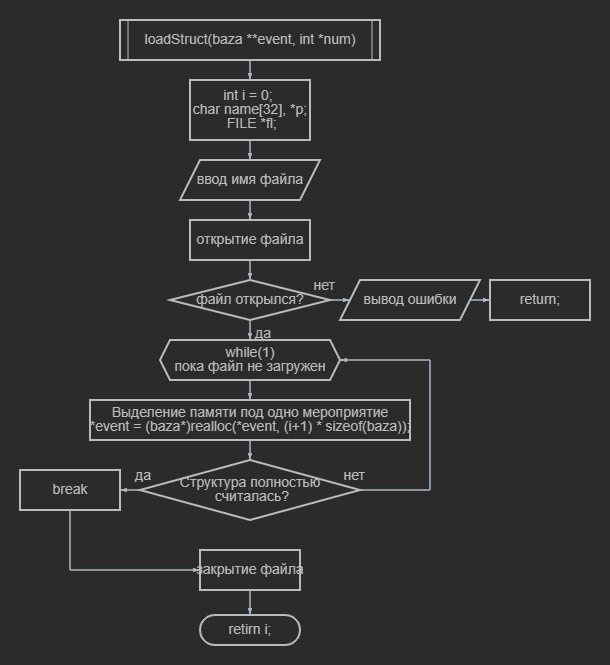 loadStruct(baza **event, int *num)
int i = 0;
char name[32], *p;
FILE *fl;
ввод имя файла
открытие файла
файл открылся?
нет
вывод ошибки
return;
да
while(1)
пока файл не загружен
Выделение памяти под одно мероприятие
*event = (baza*)realloc(*event, (i+1) * sizeof(baza));
да
Структура полностью
считалась?
нет
break
закрытие файла
retirn i;